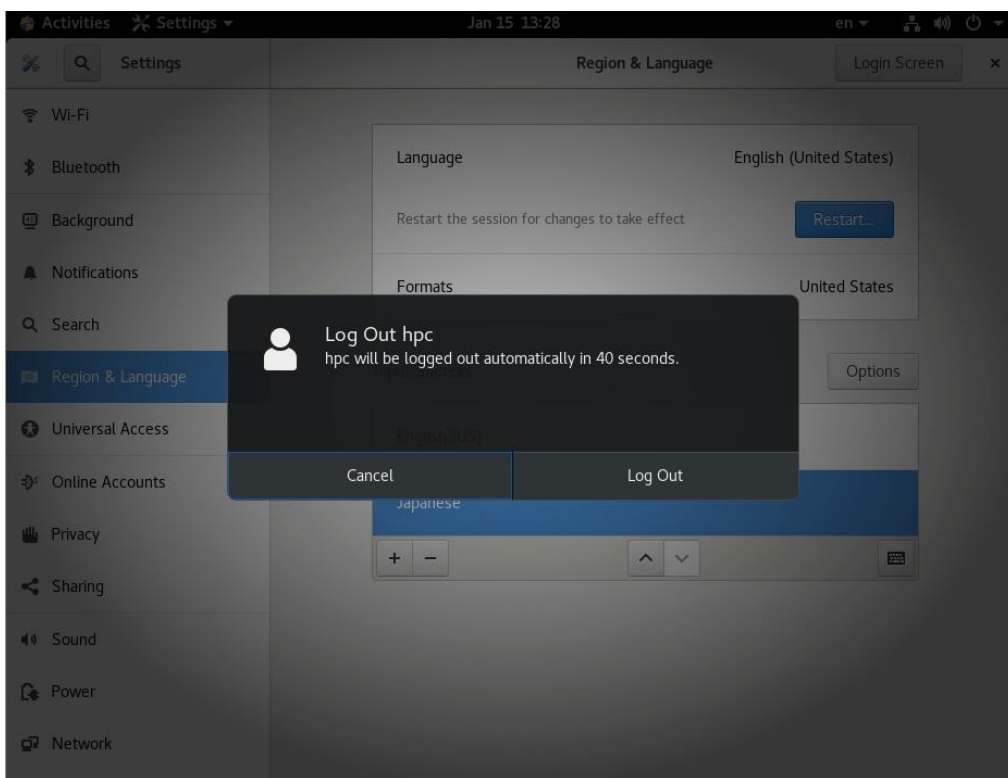 Activities Settings Jan 15 13:28 en
Settings Region & Language Login Screen
Wi-Fi
Bluetooth
Background
Notifications
Search
Region & Language
Universal Access
Online Accounts
Privacy
Sharing
Sound
Power
Network
Language English (United States)
Restart the session for changes to take effect Restart...
Formats United States
Log Out hpc
hpc will be logged out automatically in 40 seconds.
Cancel Log Out
Input Sources Options
English (US)
Japanese